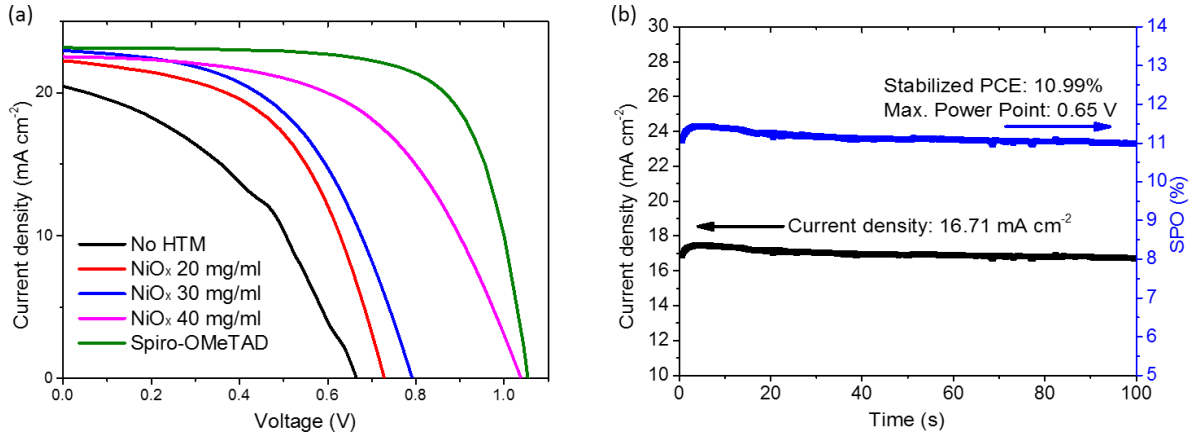 (a)
20
10
0
0.0 0.2 0.4 0.6 0.8 1.0
Current density (mA cm⁻²)
Voltage (V)
No HTM
NiOₓ 20 mg/ml
NiOₓ 30 mg/ml
NiOₓ 40 mg/ml
Spiro-OMeTAD
(b)
30
28
26
24
22
20
18
16
14
12
10
Current density (mA cm⁻²)
0 20 40 60 80 100
Time (s)
14
13
12
11
10
9
8
7
6
5
SPO (%)
Stabilized PCE: 10.99%
Max. Power Point: 0.65 V
Current density: 16.71 mA cm⁻²